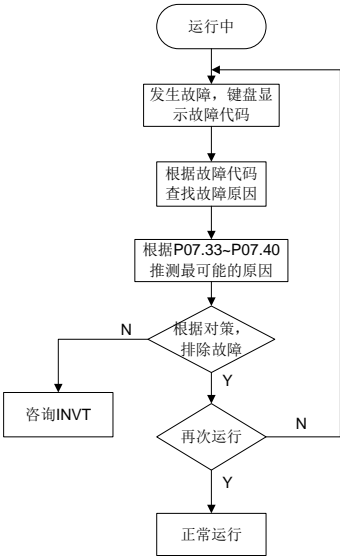 运行中
发生故障，键盘显
示故障代码
根据故障代码
查找故障原因
根据P07.33~P07.40
推测最可能的原因
根据对策，
排除故障
N
Y
咨询INVT
再次运行
N
Y
正常运行